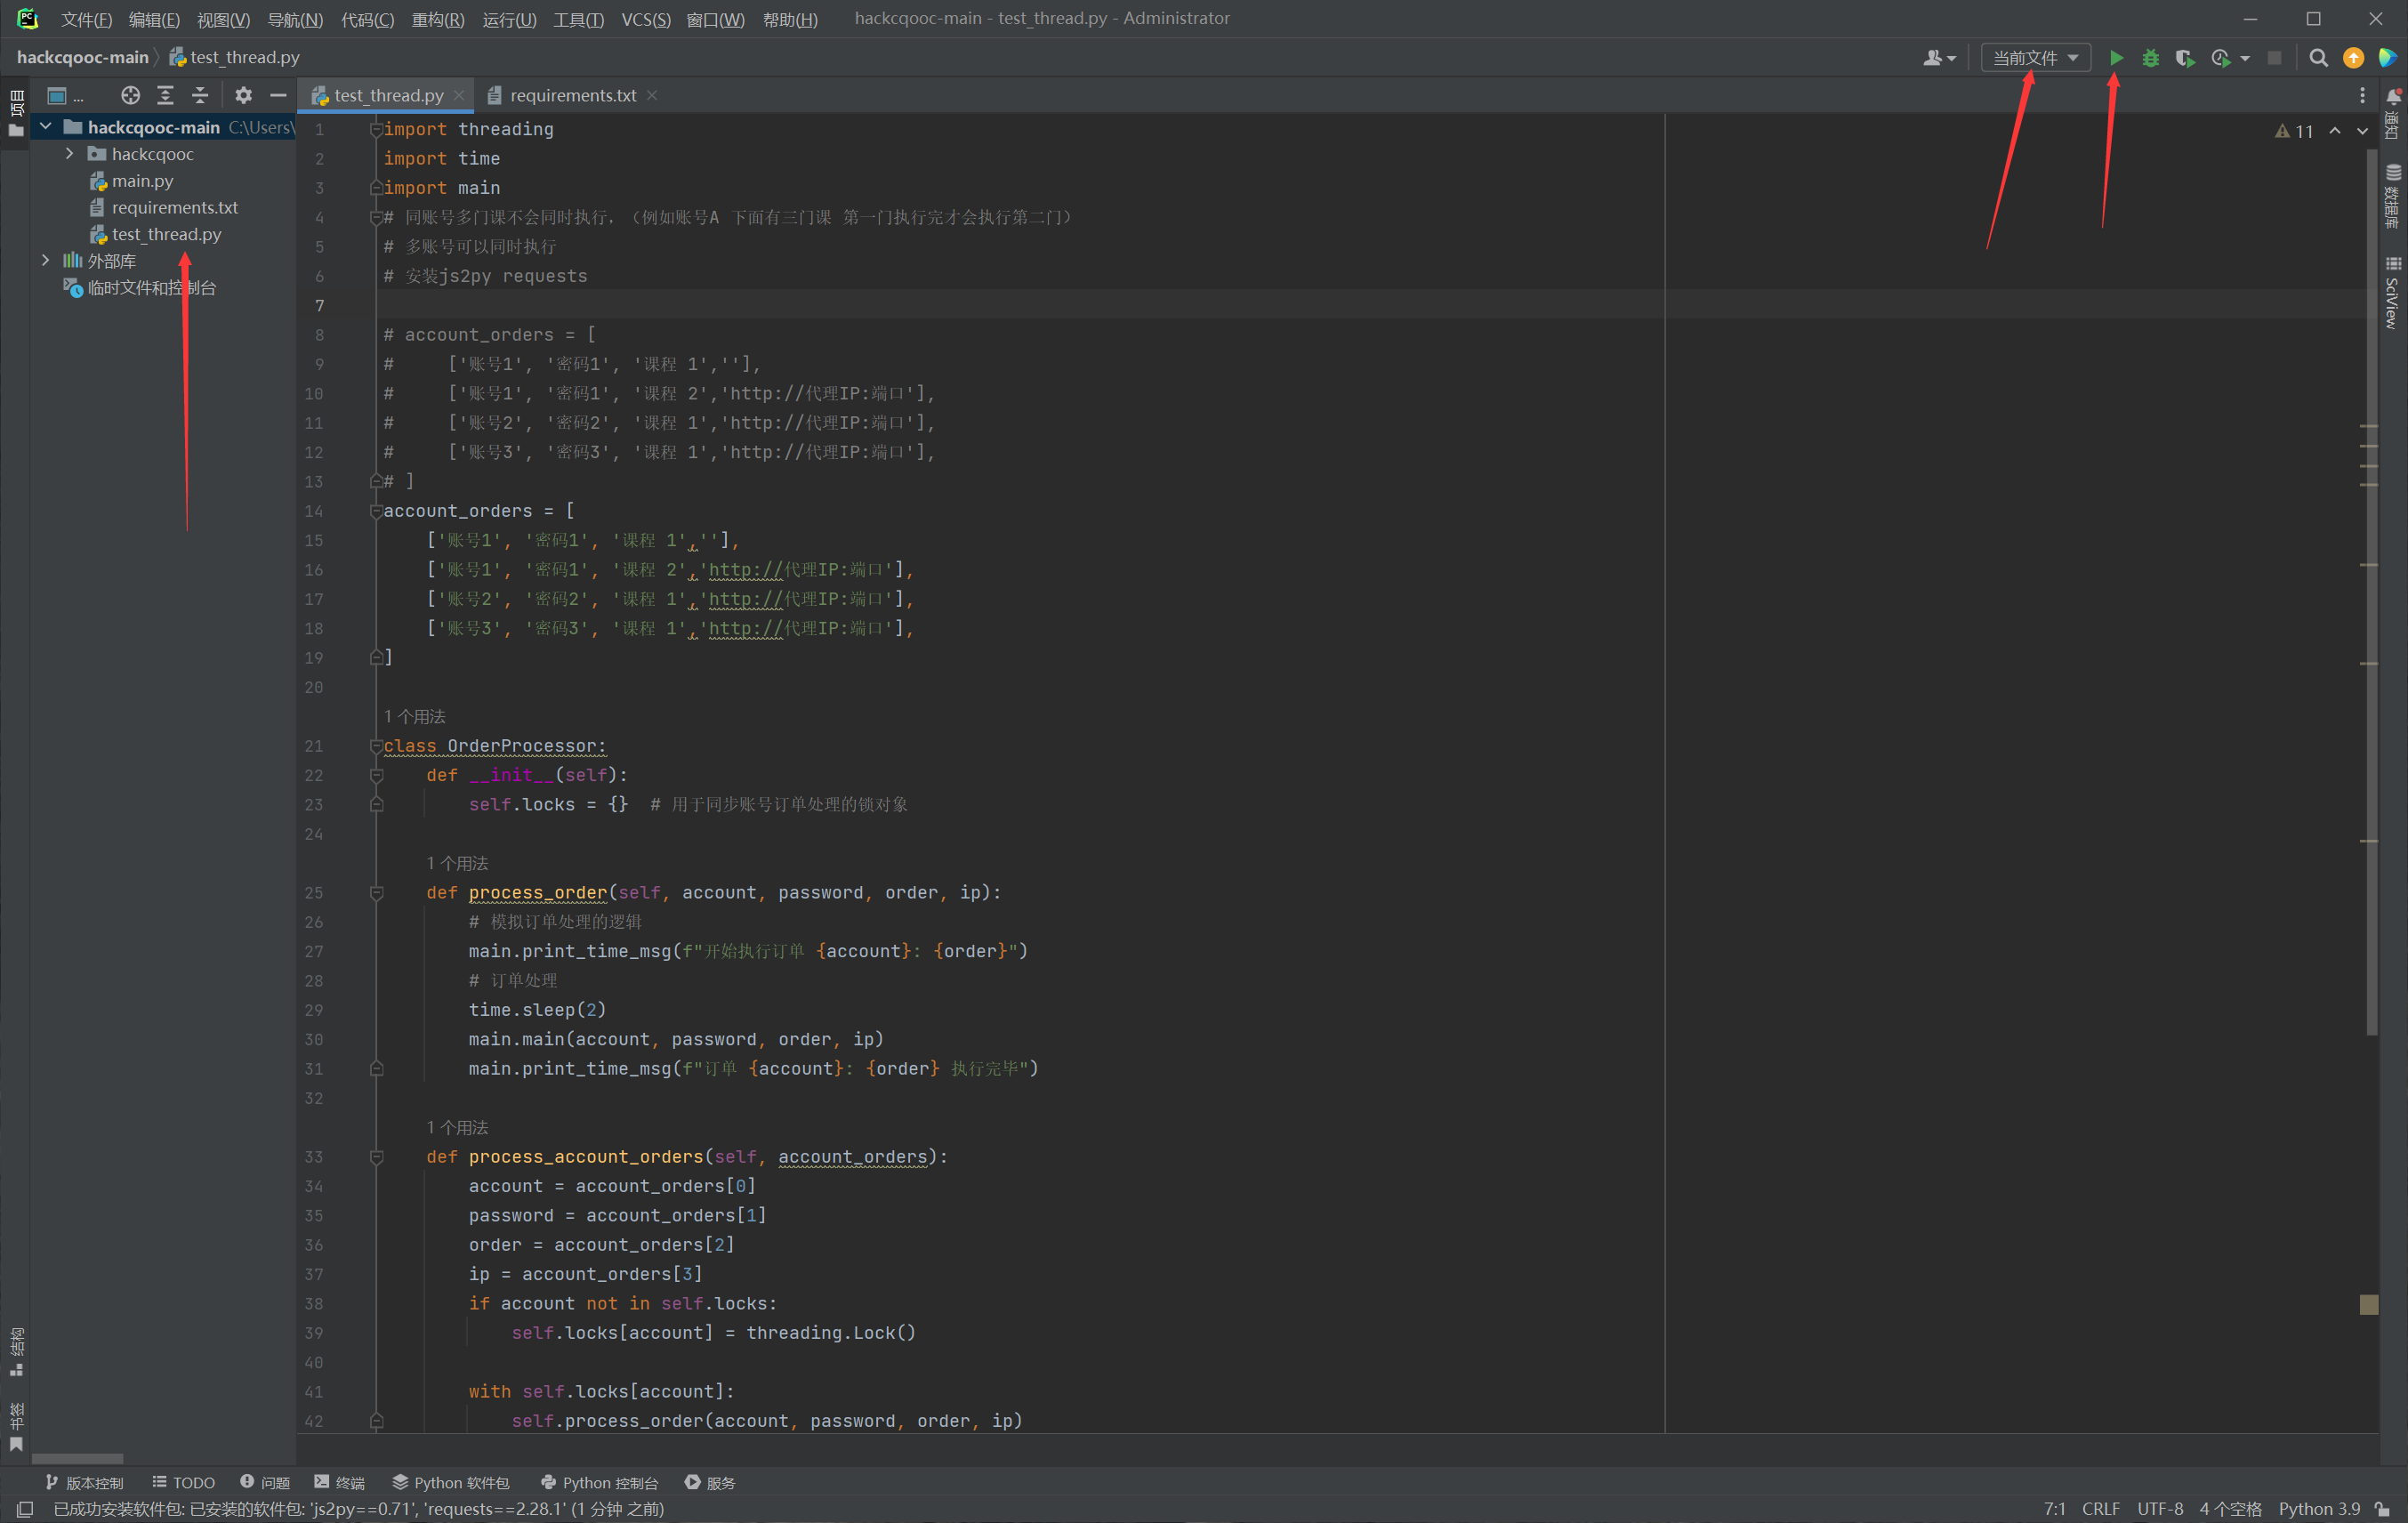 文件(F) 编辑(E) 视图(V) 导航(N) 代码(C) 重构(R) 运行(U) 工具(T) VCS(S) 窗口(W) 帮助(H) hackcqooc-main - test_thread.py - Administrator
hackcqooc-main test_thread.py 当前文件
项目 ... test_thread.py requirements.txt
hackcqooc-main C:\Users\
hackcqooc
main.py
requirements.txt
test_thread.py
外部库
临时文件和控制台
11
通知
数据库
SciView
1 import threading
2 import time
3 import main
4 # 同账号多门课不会同时执行,（例如账号A 下面有三门课 第一门执行完才会执行第二门）
5 # 多账号可以同时执行
6 # 安装js2py requests
7
8 # account_orders = [
9 #     ['账号1', '密码1', '课程 1',''],
10 #     ['账号1', '密码1', '课程 2','http://代理IP:端口'],
11 #     ['账号2', '密码2', '课程 1','http://代理IP:端口'],
12 #     ['账号3', '密码3', '课程 1','http://代理IP:端口'],
13 # ]
14 account_orders = [
15     ['账号1', '密码1', '课程 1',''],
16     ['账号1', '密码1', '课程 2','http://代理IP:端口'],
17     ['账号2', '密码2', '课程 1','http://代理IP:端口'],
18     ['账号3', '密码3', '课程 1','http://代理IP:端口'],
19 ]
20
1 个用法
21 class OrderProcessor:
22     def __init__(self):
23         self.locks = {}  # 用于同步账号订单处理的锁对象
24
1 个用法
25     def process_order(self, account, password, order, ip):
26         # 模拟订单处理的逻辑
27         main.print_time_msg(f"开始执行订单 {account}: {order}")
28         # 订单处理
29         time.sleep(2)
30         main.main(account, password, order, ip)
31         main.print_time_msg(f"订单 {account}: {order} 执行完毕")
32
1 个用法
33     def process_account_orders(self, account_orders):
34         account = account_orders[0]
35         password = account_orders[1]
36         order = account_orders[2]
37         ip = account_orders[3]
38         if account not in self.locks:
39             self.locks[account] = threading.Lock()
40
41         with self.locks[account]:
42             self.process_order(account, password, order, ip)
结构
书签
版本控制 TODO 问题 终端 Python 软件包 Python 控制台 服务
已成功安装软件包: 已安装的软件包: 'js2py==0.71', 'requests==2.28.1' (1 分钟 之前) 7:1 CRLF UTF-8 4 个空格 Python 3.9